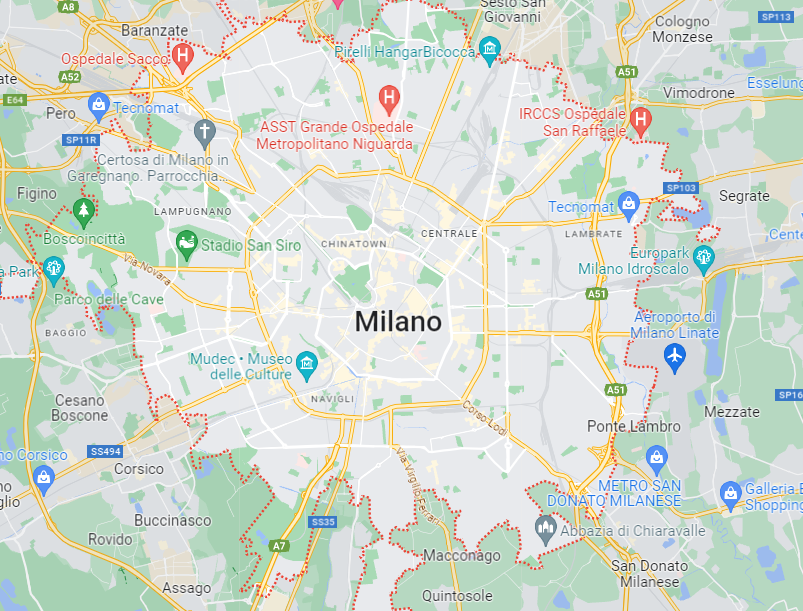 A8
Sesto San
Giovanni
Cologno
Monzese
SP113
Baranzate
Ospedale Sacco
Pirelli HangarBicocca
A52
A51
E64
Esselung
Vimodrone
Pero
Tecnomat
ASST Grande Ospedale
Metropolitano Niguarda
IRCCS Ospedale
San Raffaele
SP11R
Certosa di Milano in
Garegnano. Parrocchia...
SP103
Figino
Segrate
Tecnomat
LAMPUGNANO
Boscoincittà
CENTRALE
LAMBRATE
Stadio San Siro
CHINATOWN
Cente
Via Novara
Europark
Milano Idroscalo
a Park
Parco delle Cave
A51
Milano
Aeroporto di
Milano Linate
BAGGIO
Mudec • Museo
delle Culture
A51
SP16
Cesano
Boscone
NAVIGLI
Corso Lodi
Mezzate
Ponte Lambro
SS494
no Corsico
Corsico
Via Virgilio Ferrari
METRO SAN
DONATO MILANESE
Galleria B
Shopping
glio
Buccinasco
SS35
Rovido
A7
Abbazia di Chiaravalle
Macconago
San Donato
Milanese
Assago
Quintosole